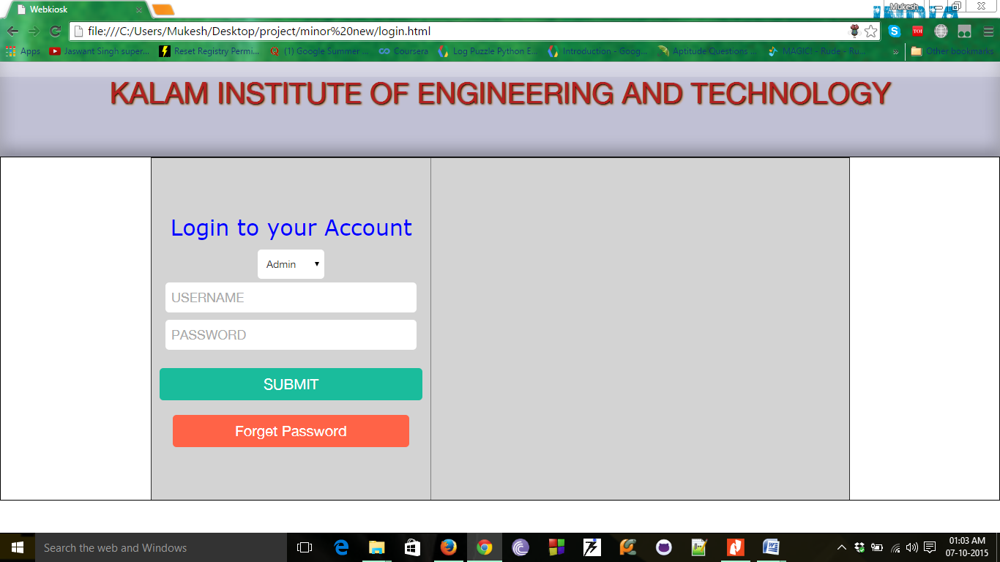 Webkiosk
Mukesh
INDIA
file:///C:/Users/Mukesh/Desktop/project/minor%20new/login.html
TOI
Apps
Jaswant Singh super...
Reset Registry Permi...
(1) Google Summer ...
Coursera
Log Puzzle Python E...
Introduction - Goog...
Aptitude Questions ...
MAGIC! - Rude - Ru...
»
Other bookmarks
KALAM INSTITUTE OF ENGINEERING AND TECHNOLOGY
Login to your Account
Admin
USERNAME
PASSWORD
SUBMIT
Forget Password
Search the web and Windows
01:03 AM
07-10-2015